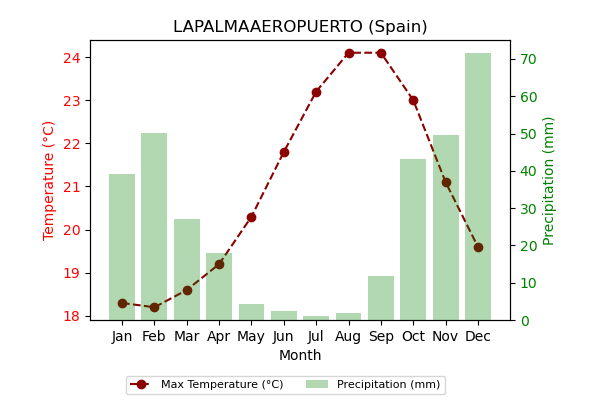 LAPALMAAEROPUERTO (Spain)
24
23
22
21
20
19
18
Temperature (°C)
70
60
50
40
30
20
10
0
Precipitation (mm)
Jan Feb Mar Apr May Jun Jul Aug Sep Oct Nov Dec
Month
Max Temperature (°C) Precipitation (mm)